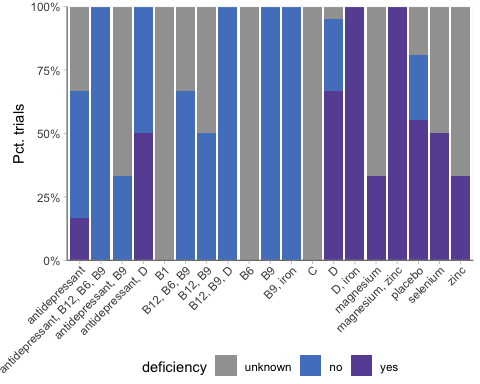 Pct. trials
100%
75%
50%
25%
0%
antidepressant
antidepressant, B12, B6, B9
antidepressant, B9
antidepressant, D
B1
B12, B6, B9
B12, B9
B12, B9, D
B6
B9
B9, iron
C
D
D, iron
magnesium
magnesium, zinc
placebo
selenium
zinc
deficiency unknown no yes